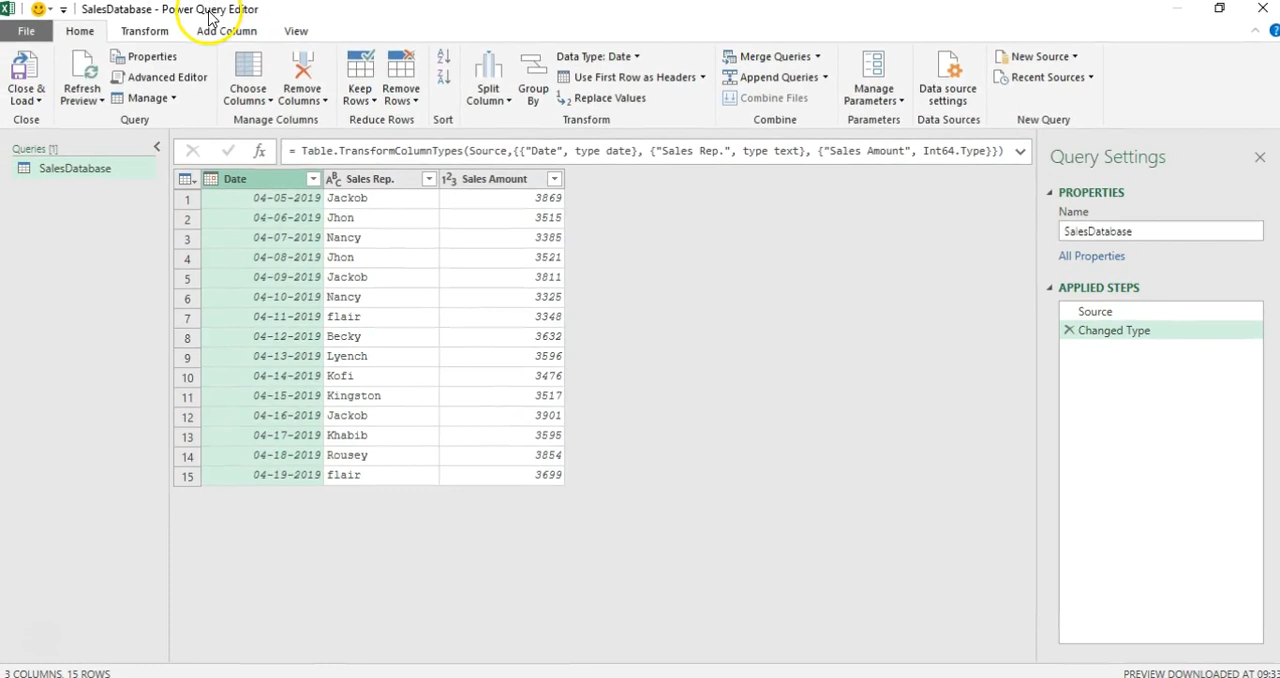 SalesDatabase - Power Query Editor
File Home Transform Add Column View
Close & Load
Refresh Preview
Properties
Advanced Editor
Manage
Choose Columns
Remove Columns
Keep Rows
Remove Rows
Split Column
Group By
Data Type: Date
Use First Row as Headers
Replace Values
Merge Queries
Append Queries
Combine Files
Manage Parameters
Data source settings
New Source
Recent Sources
Close Query Manage Columns Reduce Rows Sort Transform Combine Parameters Data Sources New Query
Queries [1]
SalesDatabase
fx = Table.TransformColumnTypes(Source,{{"Date", type date}, {"Sales Rep.", type text}, {"Sales Amount", Int64.Type}})
Date ABC Sales Rep. 123 Sales Amount
1 04-05-2019 Jackob 3869
2 04-06-2019 Jhon 3515
3 04-07-2019 Nancy 3385
4 04-08-2019 Jhon 3521
5 04-09-2019 Jackob 3811
6 04-10-2019 Nancy 3325
7 04-11-2019 flair 3348
8 04-12-2019 Becky 3632
9 04-13-2019 Lyench 3596
10 04-14-2019 Kofi 3476
11 04-15-2019 Kingston 3517
12 04-16-2019 Jackob 3901
13 04-17-2019 Khabib 3595
14 04-18-2019 Rousey 3854
15 04-19-2019 flair 3699
Query Settings
PROPERTIES
Name
SalesDatabase
All Properties
APPLIED STEPS
Source
Changed Type
3 COLUMNS, 15 ROWS
PREVIEW DOWNLOADED AT 09:33